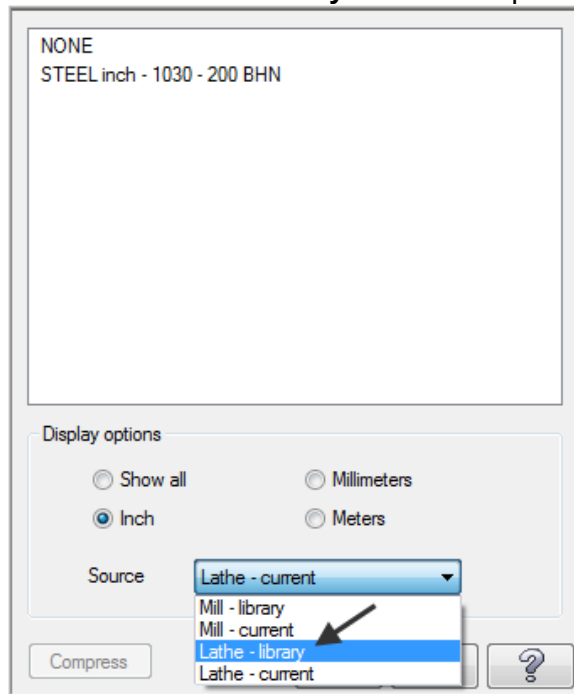 NONE
STEEL inch - 1030 - 200 BHN
Display options
Show all
Millimeters
Inch
Meters
Source
Lathe - current
Mill - library
Mill - current
Lathe - library
Lathe - current
Compress
?